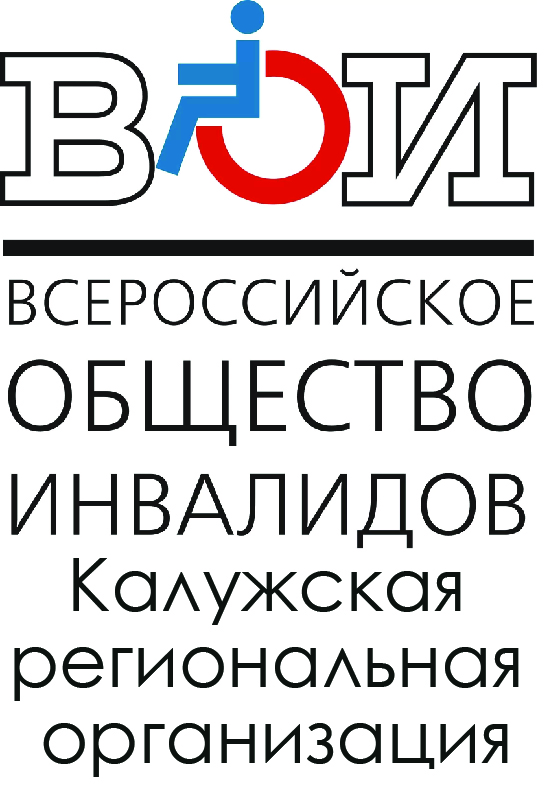 ВОИ
ВСЕРОССИЙСКОЕ
ОБЩЕСТВО
ИНВАЛИДОВ
Калужская
региональная
организация